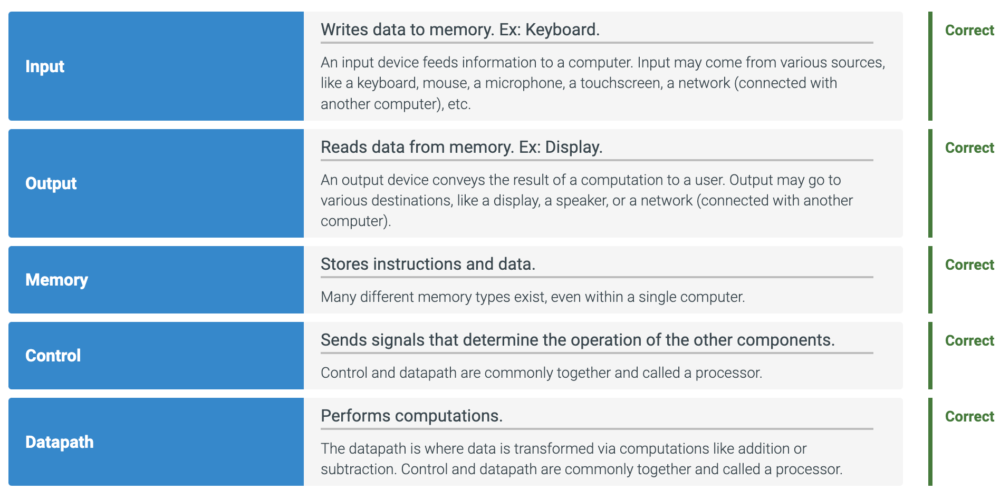 Input
Writes data to memory. Ex: Keyboard.
An input device feeds information to a computer. Input may come from various sources,
like a keyboard, mouse, a microphone, a touchscreen, a network (connected with
another computer), etc.
Correct
Output
Reads data from memory. Ex: Display.
An output device conveys the result of a computation to a user. Output may go to
various destinations, like a display, a speaker, or a network (connected with another
computer).
Correct
Memory
Stores instructions and data.
Many different memory types exist, even within a single computer.
Correct
Control
Sends signals that determine the operation of the other components.
Control and datapath are commonly together and called a processor.
Correct
Datapath
Performs computations.
The datapath is where data is transformed via computations like addition or
subtraction. Control and datapath are commonly together and called a processor.
Correct